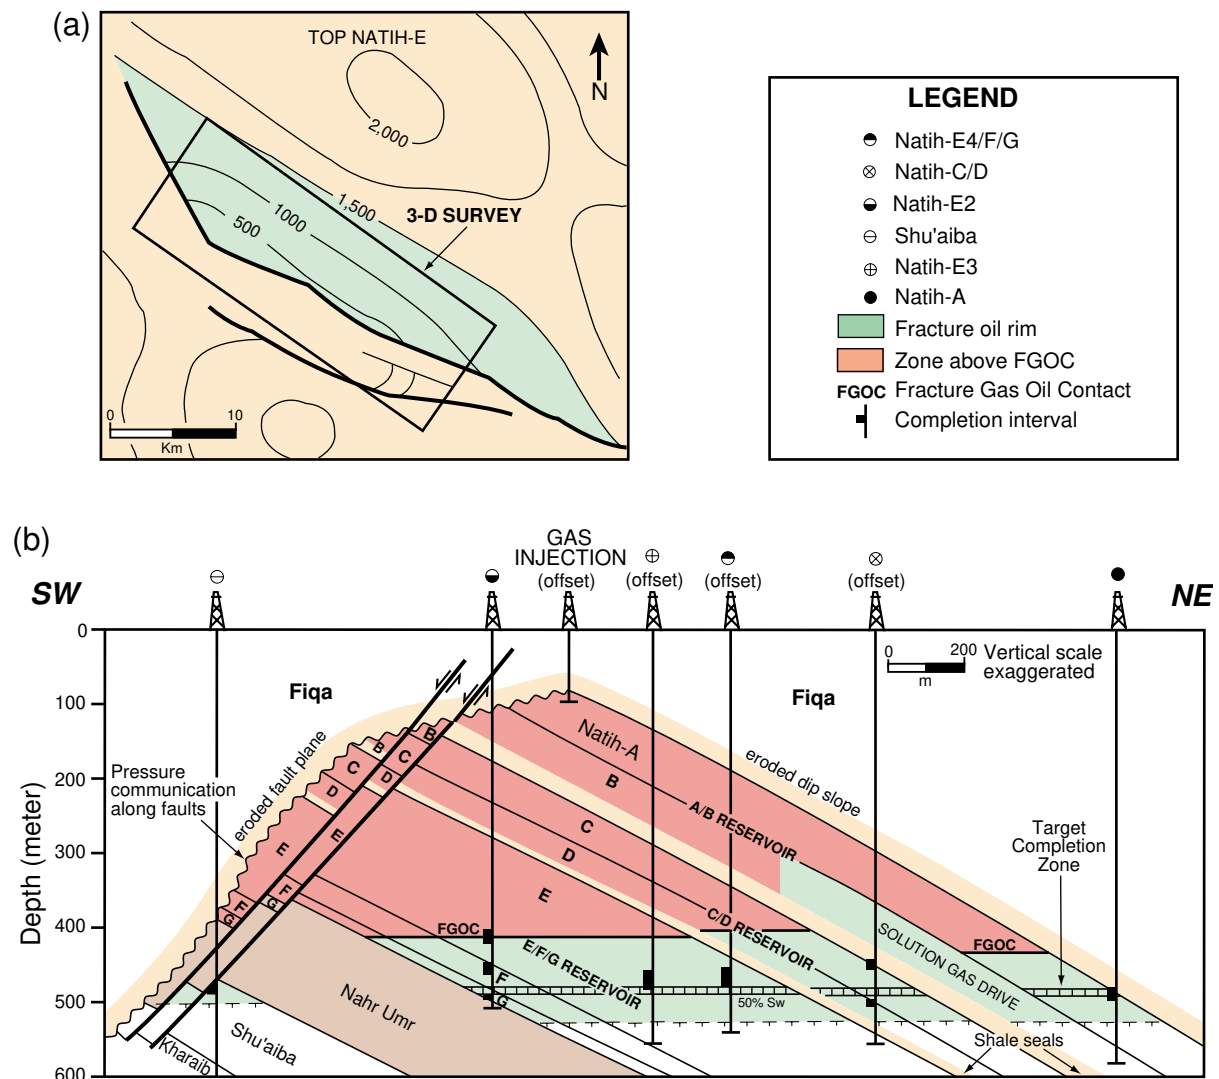 (a)
TOP NATIH-E
N
2,000
1,500
3-D SURVEY
1000
500
0 10
Km
LEGEND
Natih-E4/F/G
Natih-C/D
Natih-E2
Shu'aiba
Natih-E3
Natih-A
Fracture oil rim
Zone above FGOC
FGOC Fracture Gas Oil Contact
Completion interval
(b)
SW
GAS
INJECTION
(offset)
(offset)
(offset)
(offset)
NE
0
100
200
300
400
500
600
Depth (meter)
Fiqa
Fiqa
0 200
m
Vertical scale
exaggerated
Pressure
communication
along faults
eroded fault plane
eroded dip slope
Natih-A
B
A/B RESERVOIR
B
B
C
C
C
D
D
D
E
E
E
F
F
F
G
G
G
C/D RESERVOIR
E/F/G RESERVOIR
FGOC
FGOC
SOLUTION GAS DRIVE
Target
Completion
Zone
50% Sw
Nahr Umr
Shu'aiba
Kharaib
Shale seals